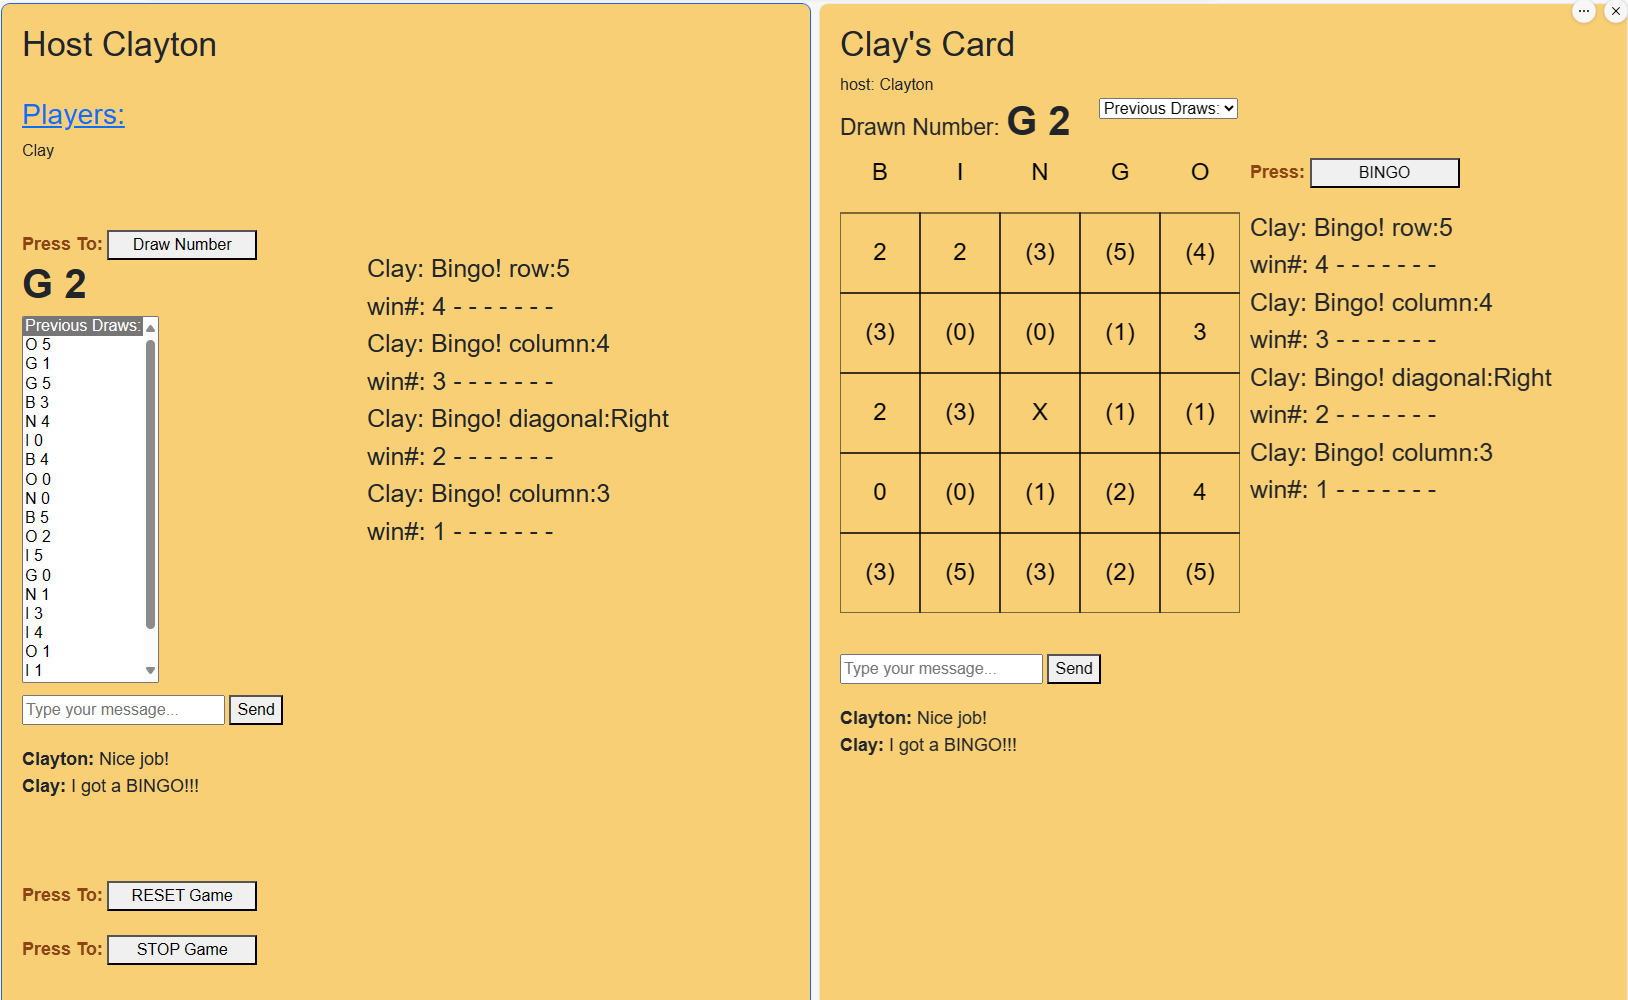 Host Clayton
Players:
Clay
Press To: Draw Number
G 2
Previous Draws:
O 5
G 1
G 5
B 3
N 4
I 0
B 4
O 0
N 0
B 5
O 2
I 5
G 0
N 1
I 3
I 4
O 1
I 1
Clay: Bingo! row:5
win#: 4 - - - - - - -
Clay: Bingo! column:4
win#: 3 - - - - - - -
Clay: Bingo! diagonal:Right
win#: 2 - - - - - - -
Clay: Bingo! column:3
win#: 1 - - - - - - -
Type your message... Send
Clayton: Nice job!
Clay: I got a BINGO!!!
Press To: RESET Game
Press To: STOP Game
Clay's Card
host: Clayton
Drawn Number: G 2 Previous Draws:
B I N G O
Press: BINGO
2 2 (3) (5) (4)
(3) (0) (0) (1) 3
2 (3) X (1) (1)
0 (0) (1) (2) 4
(3) (5) (3) (2) (5)
Clay: Bingo! row:5
win#: 4 - - - - - - -
Clay: Bingo! column:4
win#: 3 - - - - - - -
Clay: Bingo! diagonal:Right
win#: 2 - - - - - - -
Clay: Bingo! column:3
win#: 1 - - - - - - -
Type your message... Send
Clayton: Nice job!
Clay: I got a BINGO!!!